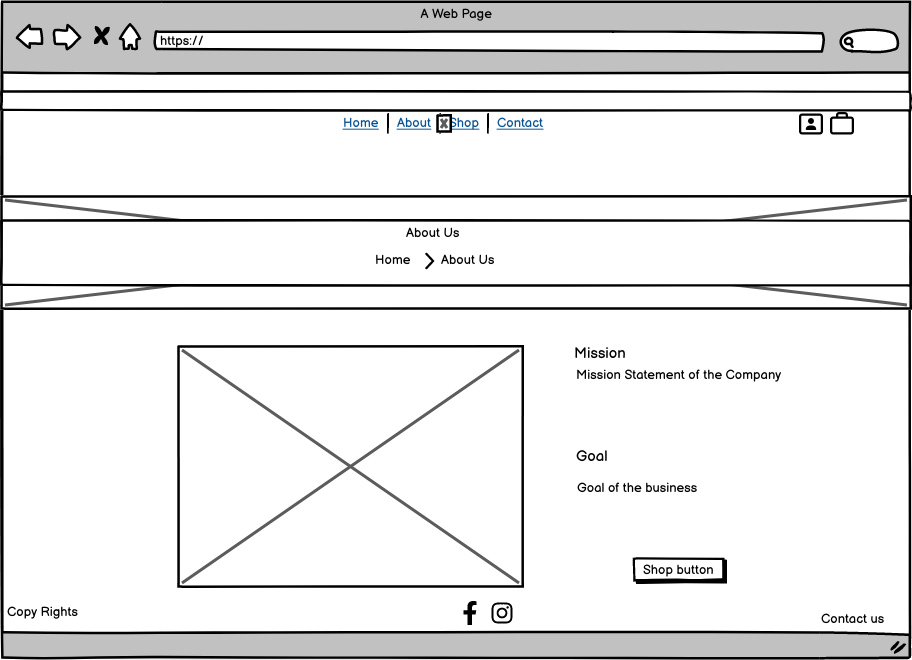 A Web Page
https://
Home About Shop Contact
About Us
Home About Us
Mission
Mission Statement of the Company
Goal
Goal of the business
Shop button
Copy Rights
Contact us